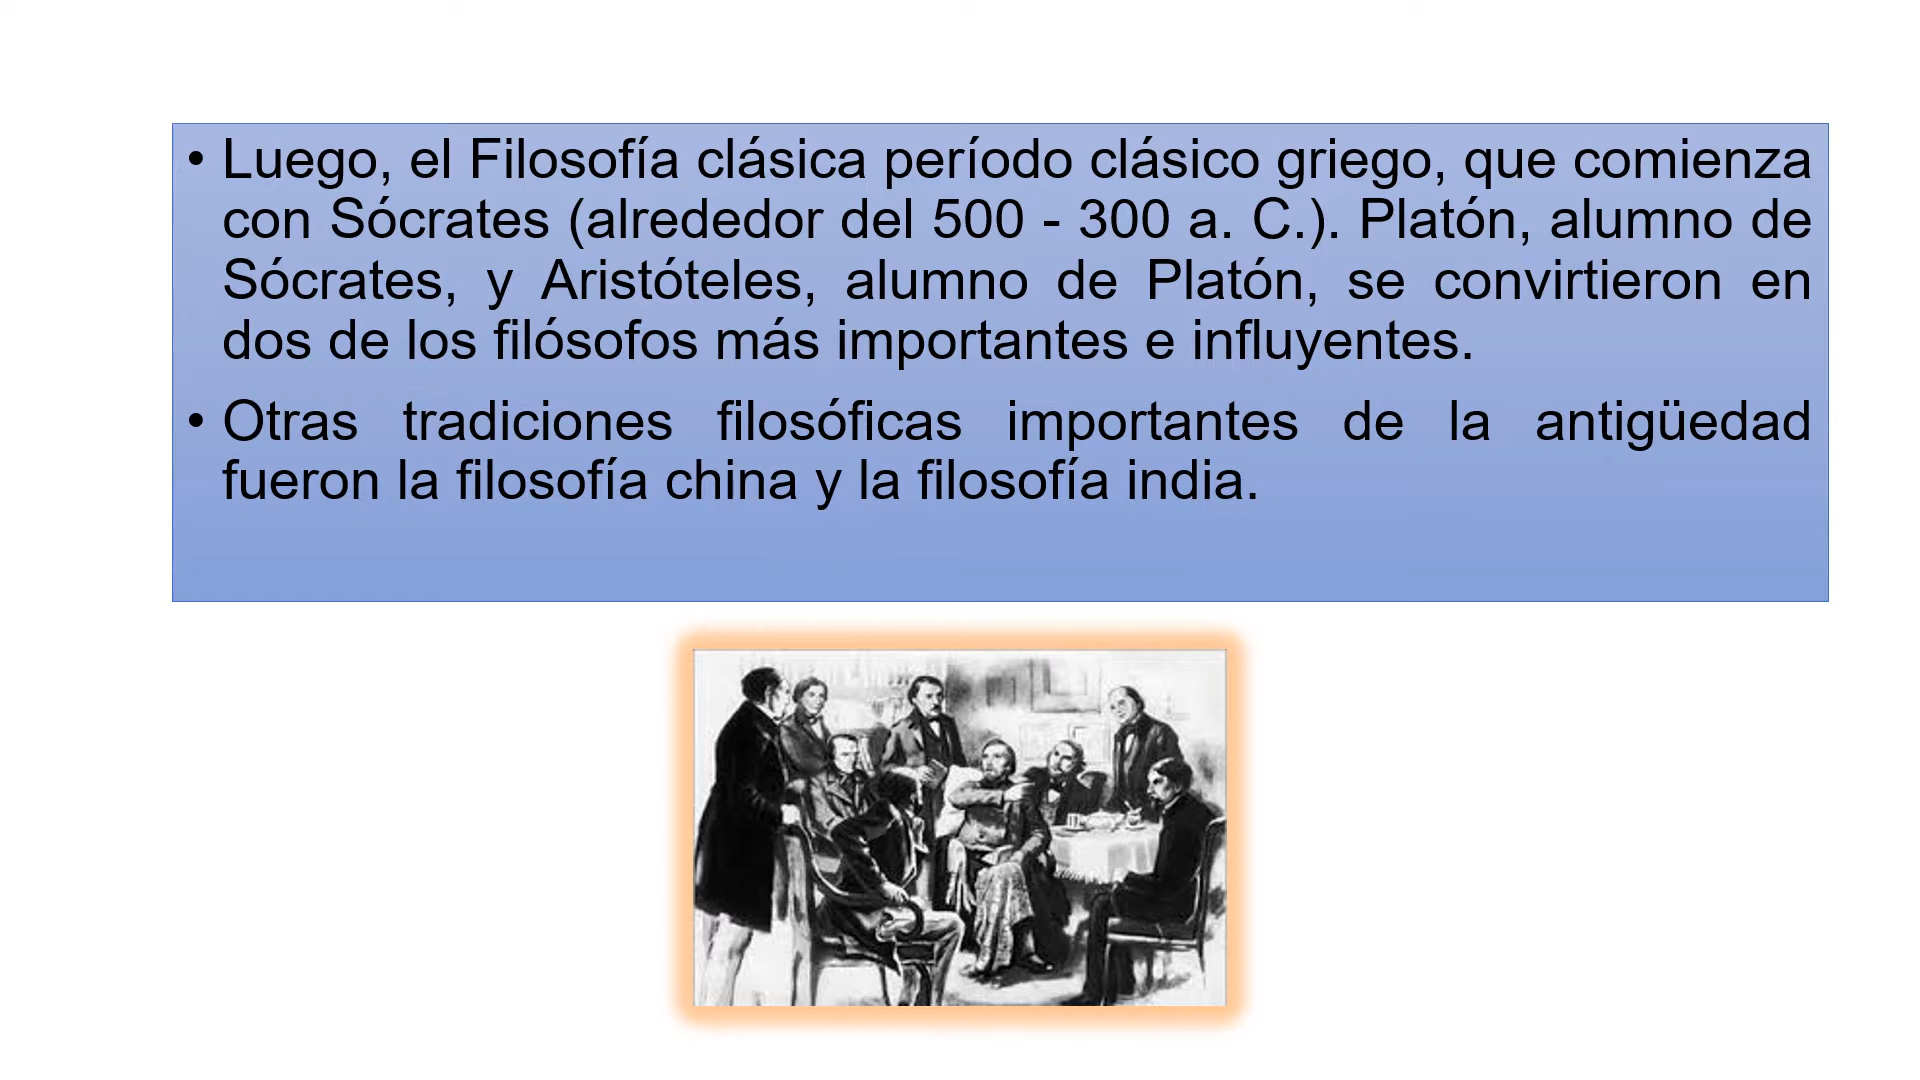 • Luego, el Filosofía clásica período clásico griego, que comienza
con Sócrates (alrededor del 500 - 300 a. C.). Platón, alumno de
Sócrates, y Aristóteles, alumno de Platón, se convirtieron en
dos de los filósofos más importantes e influyentes.
• Otras tradiciones filosóficas importantes de la antigüedad
fueron la filosofía china y la filosofía india.